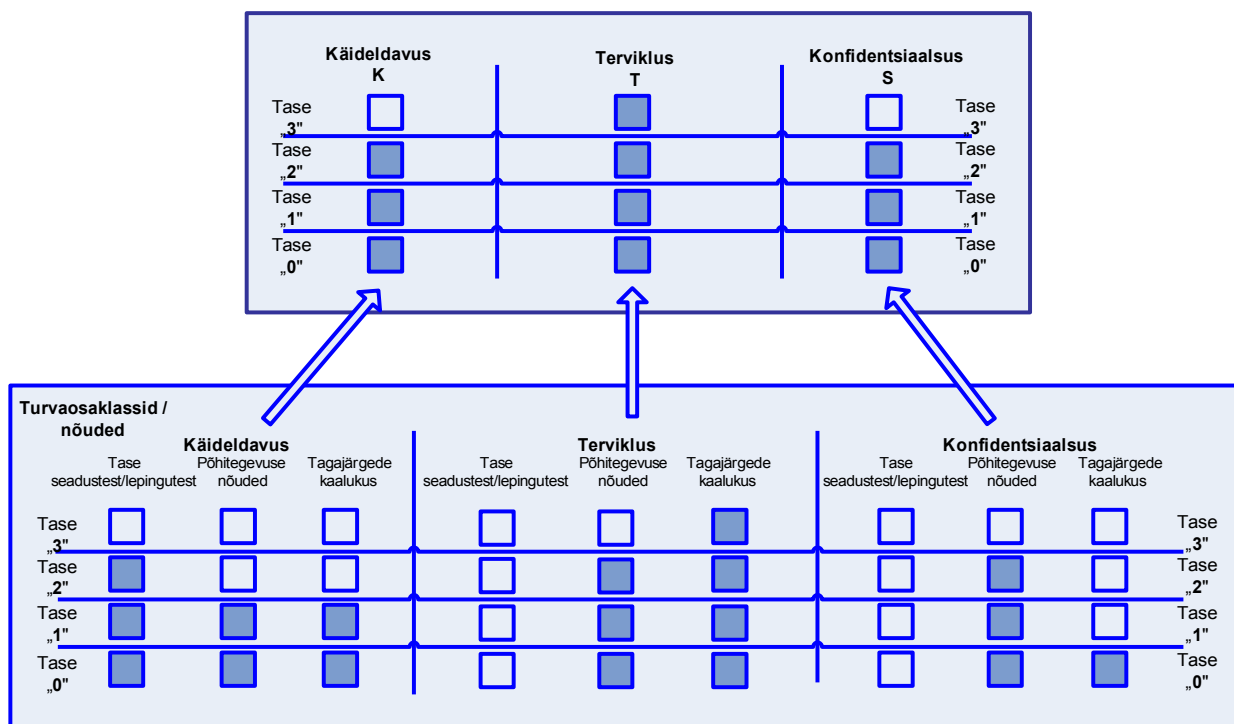 Käideldavus
K
Terviklus
T
Konfidentsiaalsus
S
Tase
„3"
Tase
„3"
Tase
„2"
Tase
„2"
Tase
„1"
Tase
„1"
Tase
„0"
Tase
„0"
Turvaosaklassid /
nõuded
Käideldavus
Tase
seadustest/lepingutest
Põhitegevuse
nõuded
Tagajärgede
kaalukus
Terviklus
Tase
seadustest/lepingutest
Põhitegevuse
nõuded
Tagajärgede
kaalukus
Konfidentsiaalsus
Tase
seadustest/lepingutest
Põhitegevuse
nõuded
Tagajärgede
kaalukus
Tase
„3"
Tase
„3"
Tase
„2"
Tase
„2"
Tase
„1"
Tase
„1"
Tase
„0"
Tase
„0"